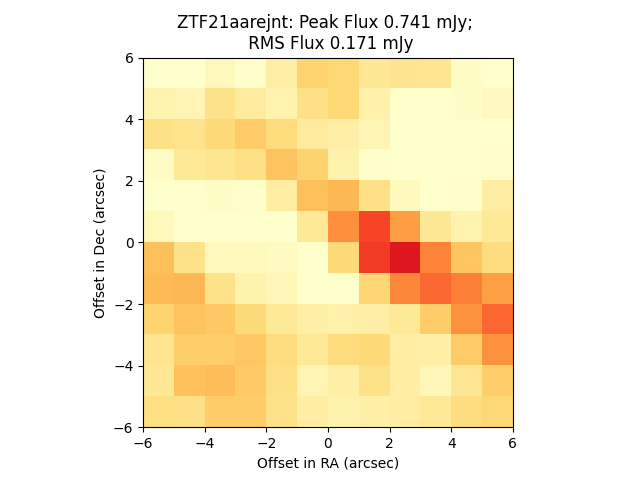 ZTF21aarejnt: Peak Flux 0.741 mJy;
RMS Flux 0.171 mJy
6
4
2
0
−2
−4
−6
Offset in Dec (arcsec)
−6 −4 −2 0 2 4 6
Offset in RA (arcsec)